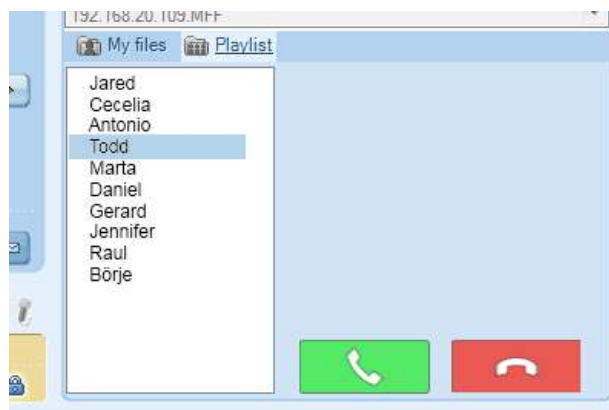 192.168.20.109.MFF
My files Playlist
Jared
Cecelia
Antonio
Todd
Marta
Daniel
Gerard
Jennifer
Raul
Börje